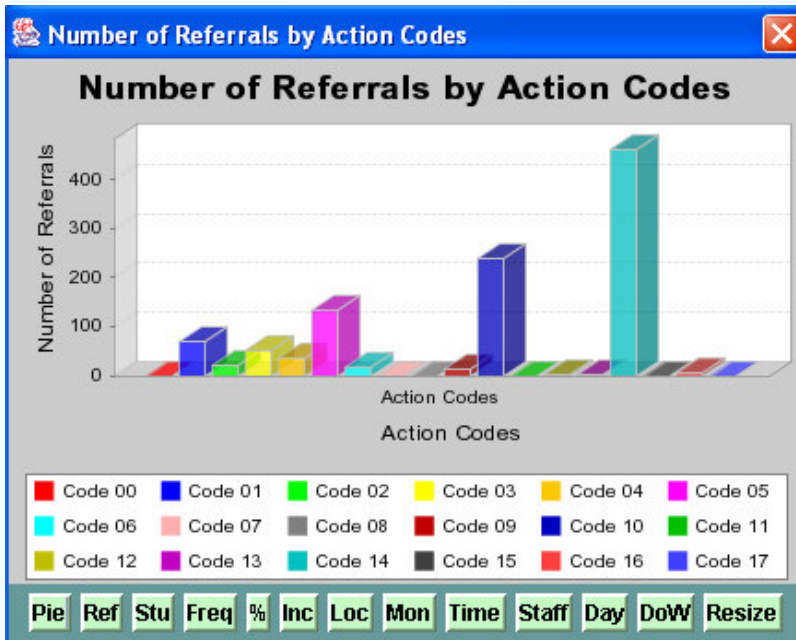 Number of Referrals by Action Codes
Number of Referrals by Action Codes
Number of Referrals
400
300
200
100
0
Action Codes
Action Codes
Code 00 Code 01 Code 02 Code 03 Code 04 Code 05
Code 06 Code 07 Code 08 Code 09 Code 10 Code 11
Code 12 Code 13 Code 14 Code 15 Code 16 Code 17
Pie Ref Stu Freq % Inc Loc Mon Time Staff Day DoW Resize